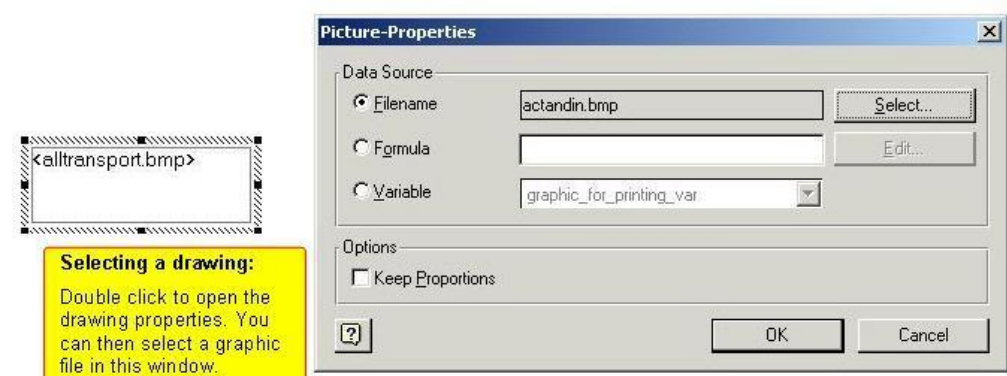 <alltransport.bmp>
Selecting a drawing:
Double click to open the
drawing properties. You
can then select a graphic
file in this window.
Picture-Properties
Data Source
Filename actandin.bmp Select...
Formula Edit...
Variable graphic_for_printing_var
Options
Keep Proportions
OK Cancel